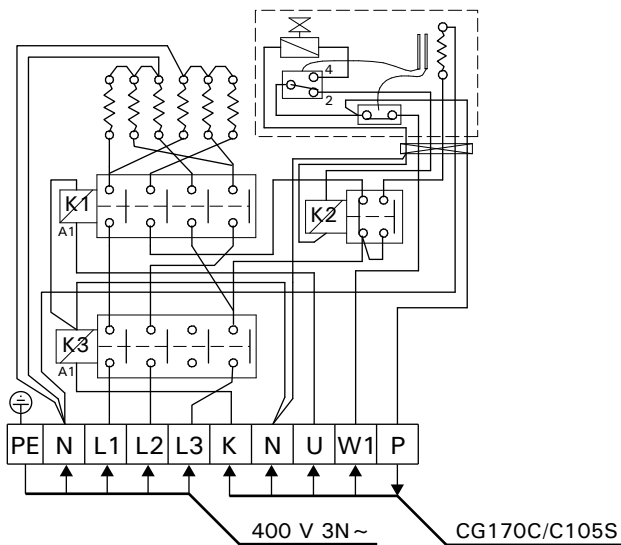 4
2
K1
A1
K2
K3
A1
PE N L1 L2 L3 K N U W1 P
400 V 3N~ CG170C/C105S